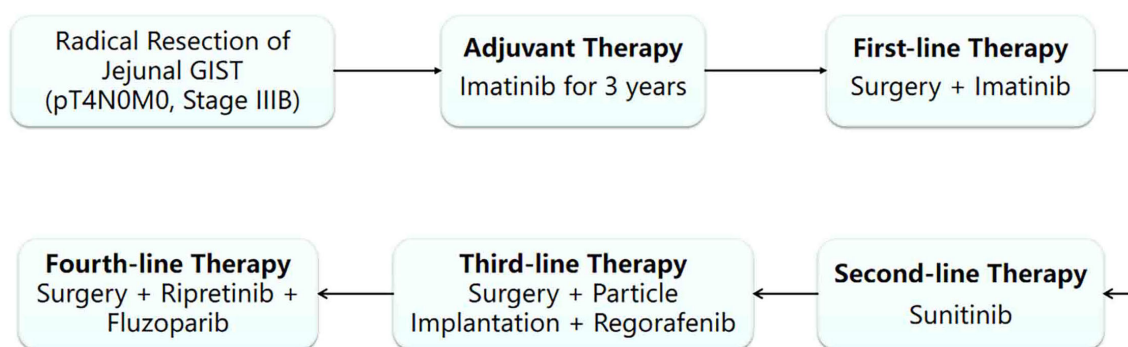 Radical Resection of
Jejunal GIST
(pT4N0M0, Stage IIIB)
Adjuvant Therapy
Imatinib for 3 years
First-line Therapy
Surgery + Imatinib
Second-line Therapy
Sunitinib
Third-line Therapy
Surgery + Particle
Implantation + Regorafenib
Fourth-line Therapy
Surgery + Ripretinib +
Fluzoparib